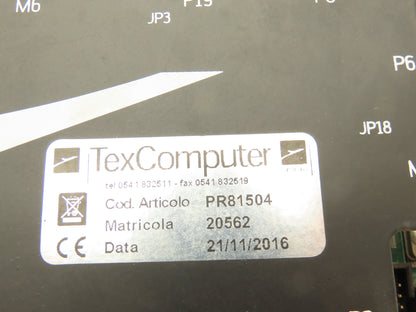 M6
P15
JP3
P6
JP18
TexComputer
tel 0541.832511 - fax 0541.832519
Cod. Articolo PR81504
Matricola 20562
CE Data 21/11/2016